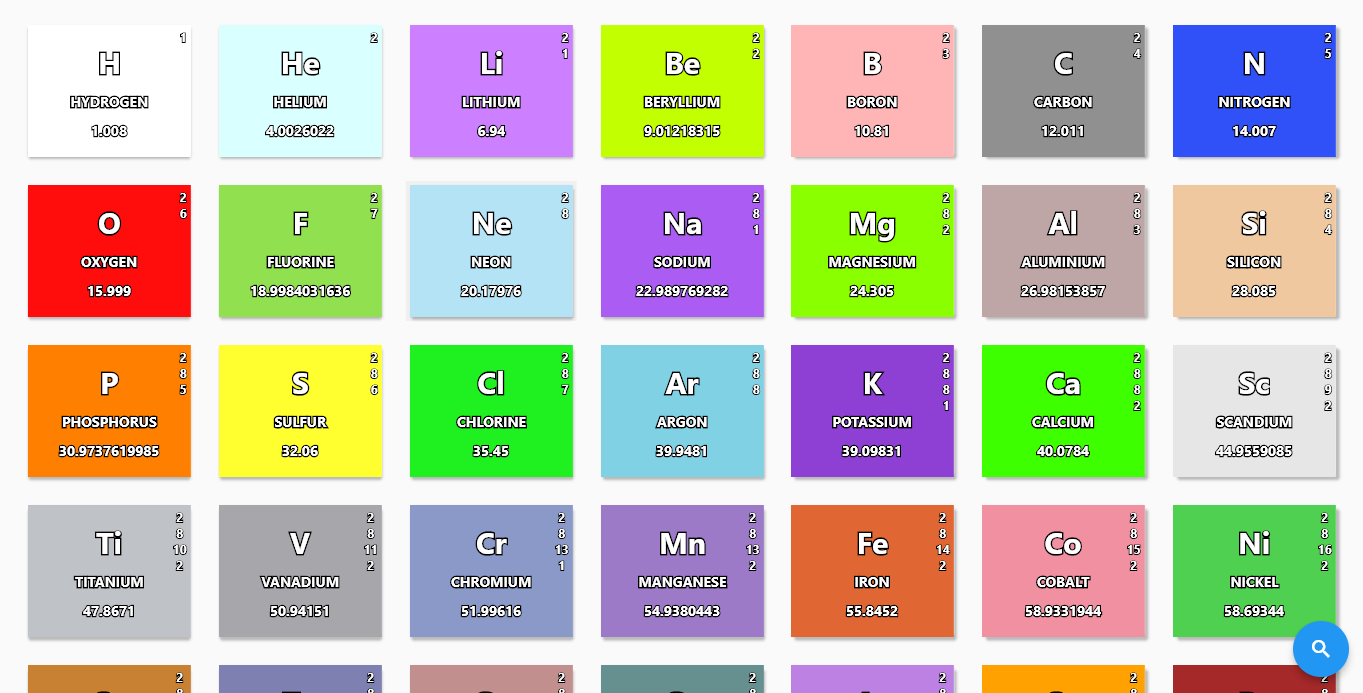 1
H
HYDROGEN
1.008
2
He
HELIUM
4.0026022
2
1
Li
LITHIUM
6.94
2
2
Be
BERYLLIUM
9.01218315
2
3
B
BORON
10.81
2
4
C
CARBON
12.011
2
5
N
NITROGEN
14.007
2
6
O
OXYGEN
15.999
2
7
F
FLUORINE
18.9984031636
2
8
Ne
NEON
20.17976
2
8
1
Na
SODIUM
22.989769282
2
8
2
Mg
MAGNESIUM
24.305
2
8
3
Al
ALUMINIUM
26.98153857
2
8
4
Si
SILICON
28.085
2
8
5
P
PHOSPHORUS
30.9737619985
2
8
6
S
SULFUR
32.06
2
8
7
Cl
CHLORINE
35.45
2
8
8
Ar
ARGON
39.9481
2
8
8
1
K
POTASSIUM
39.09831
2
8
8
2
Ca
CALCIUM
40.0784
2
8
9
2
Sc
SCANDIUM
44.9559085
2
8
10
2
Ti
TITANIUM
47.8671
2
8
11
2
V
VANADIUM
50.94151
2
8
13
1
Cr
CHROMIUM
51.99616
2
8
13
2
Mn
MANGANESE
54.9380443
2
8
14
2
Fe
IRON
55.8452
2
8
15
2
Co
COBALT
58.9331944
2
8
16
2
Ni
NICKEL
58.69344
2
2
2
2
2
2
2